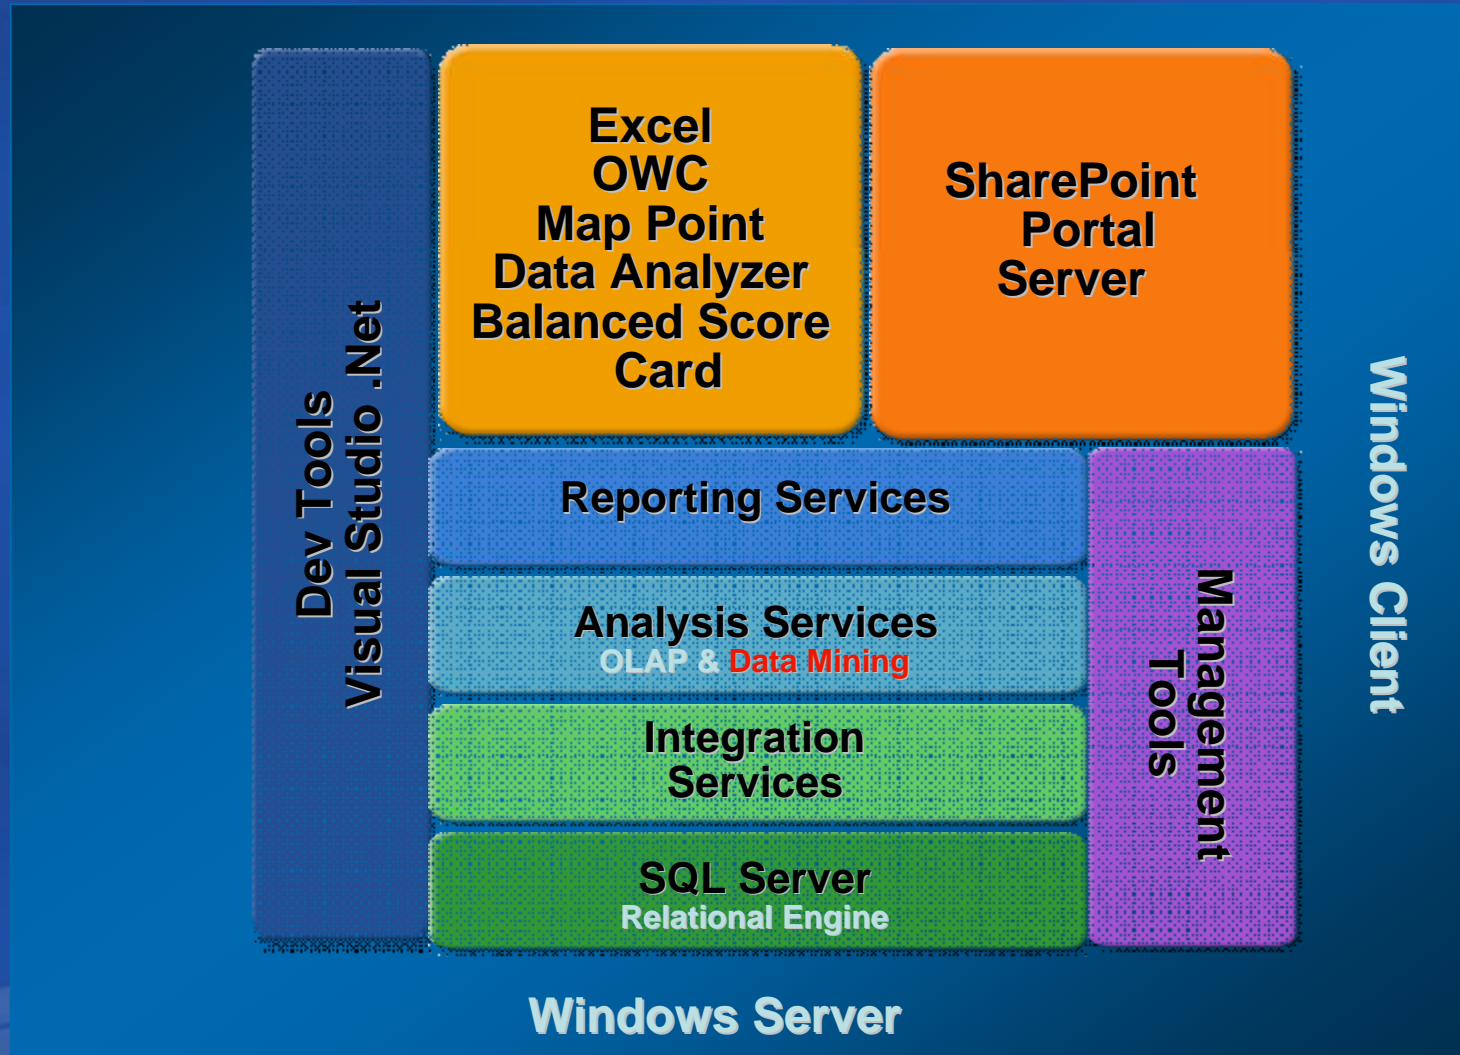 Dev Tools
Visual Studio .Net
Excel
OWC
Map Point
Data Analyzer
Balanced Score
Card
SharePoint
Portal
Server
Reporting Services
Analysis Services
OLAP & Data Mining
Integration
Services
SQL Server
Relational Engine
Management
Tools
Windows Client
Windows Server